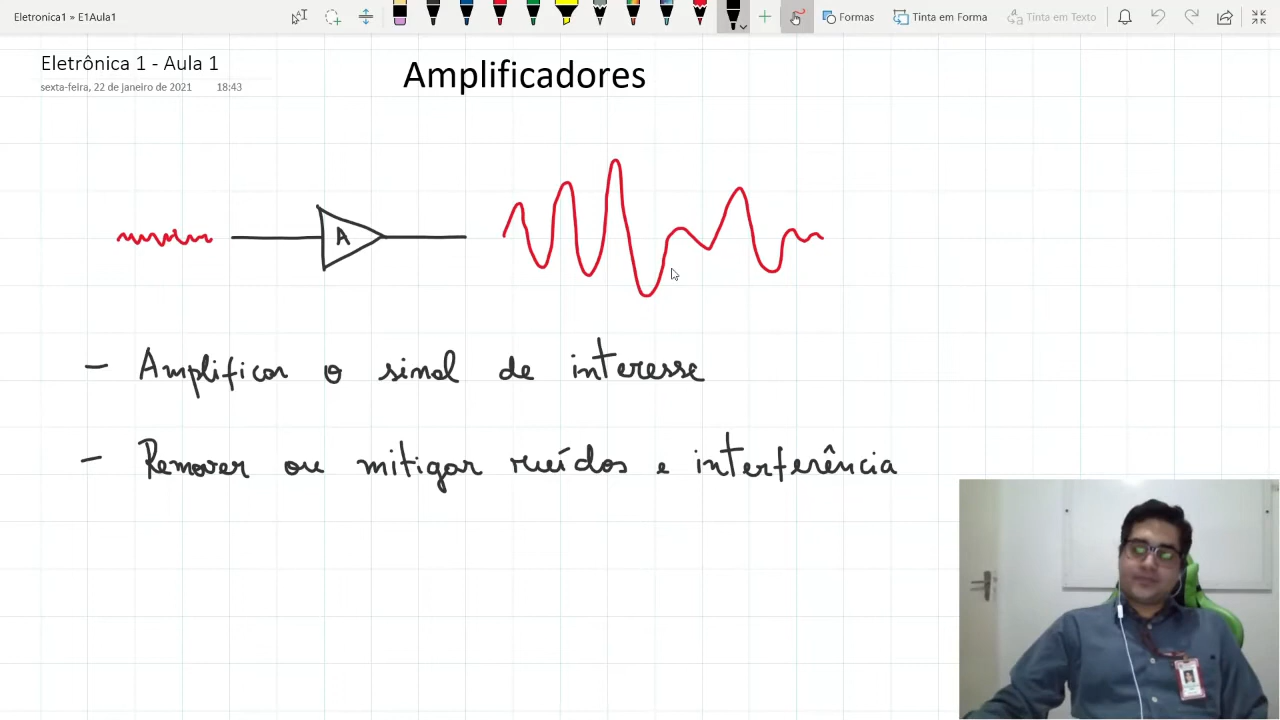 Eletronica1 » E1Aula1
Formas
Tinta em Forma
Tinta em Texto
Eletrônica 1 - Aula 1
sexta-feira, 22 de janeiro de 2021 18:43
Amplificadores
A
- Amplificar o sinal de interesse
- Remover ou mitigar ruídos e interferência